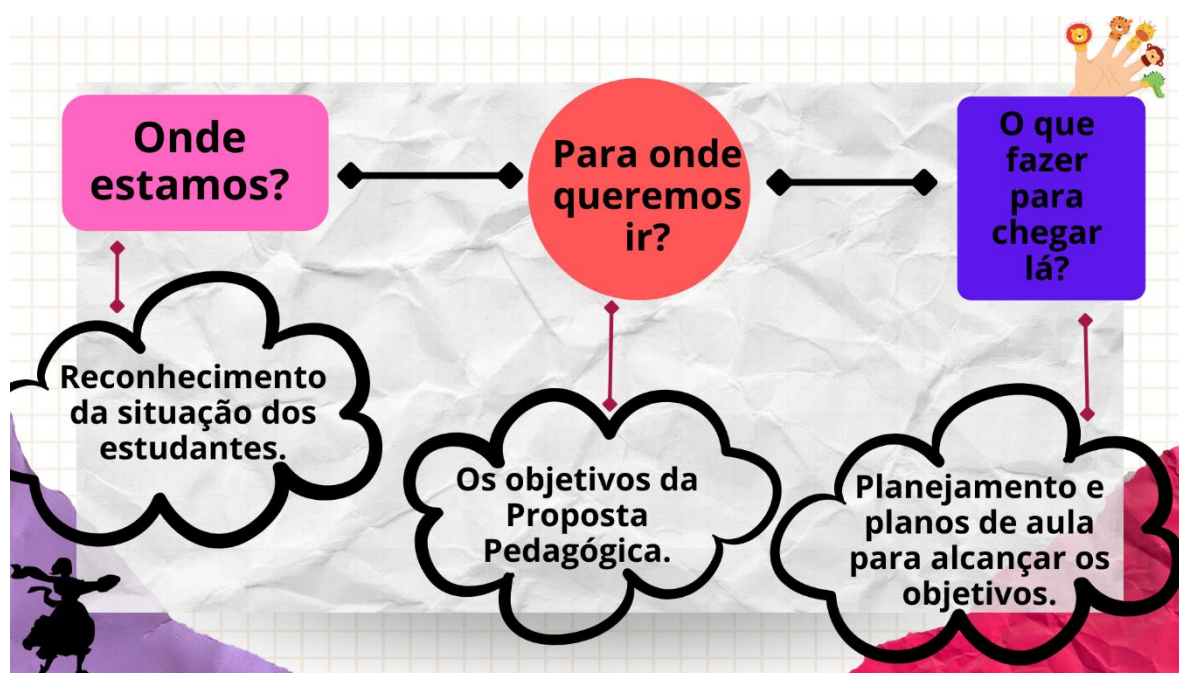 Onde
estamos?
Para onde
queremos
ir?
O que
fazer
para
chegar
lá?
Reconhecimento
da situação dos
estudantes.
Os objetivos da
Proposta
Pedagógica.
Planejamento e
planos de aula
para alcançar os
objetivos.